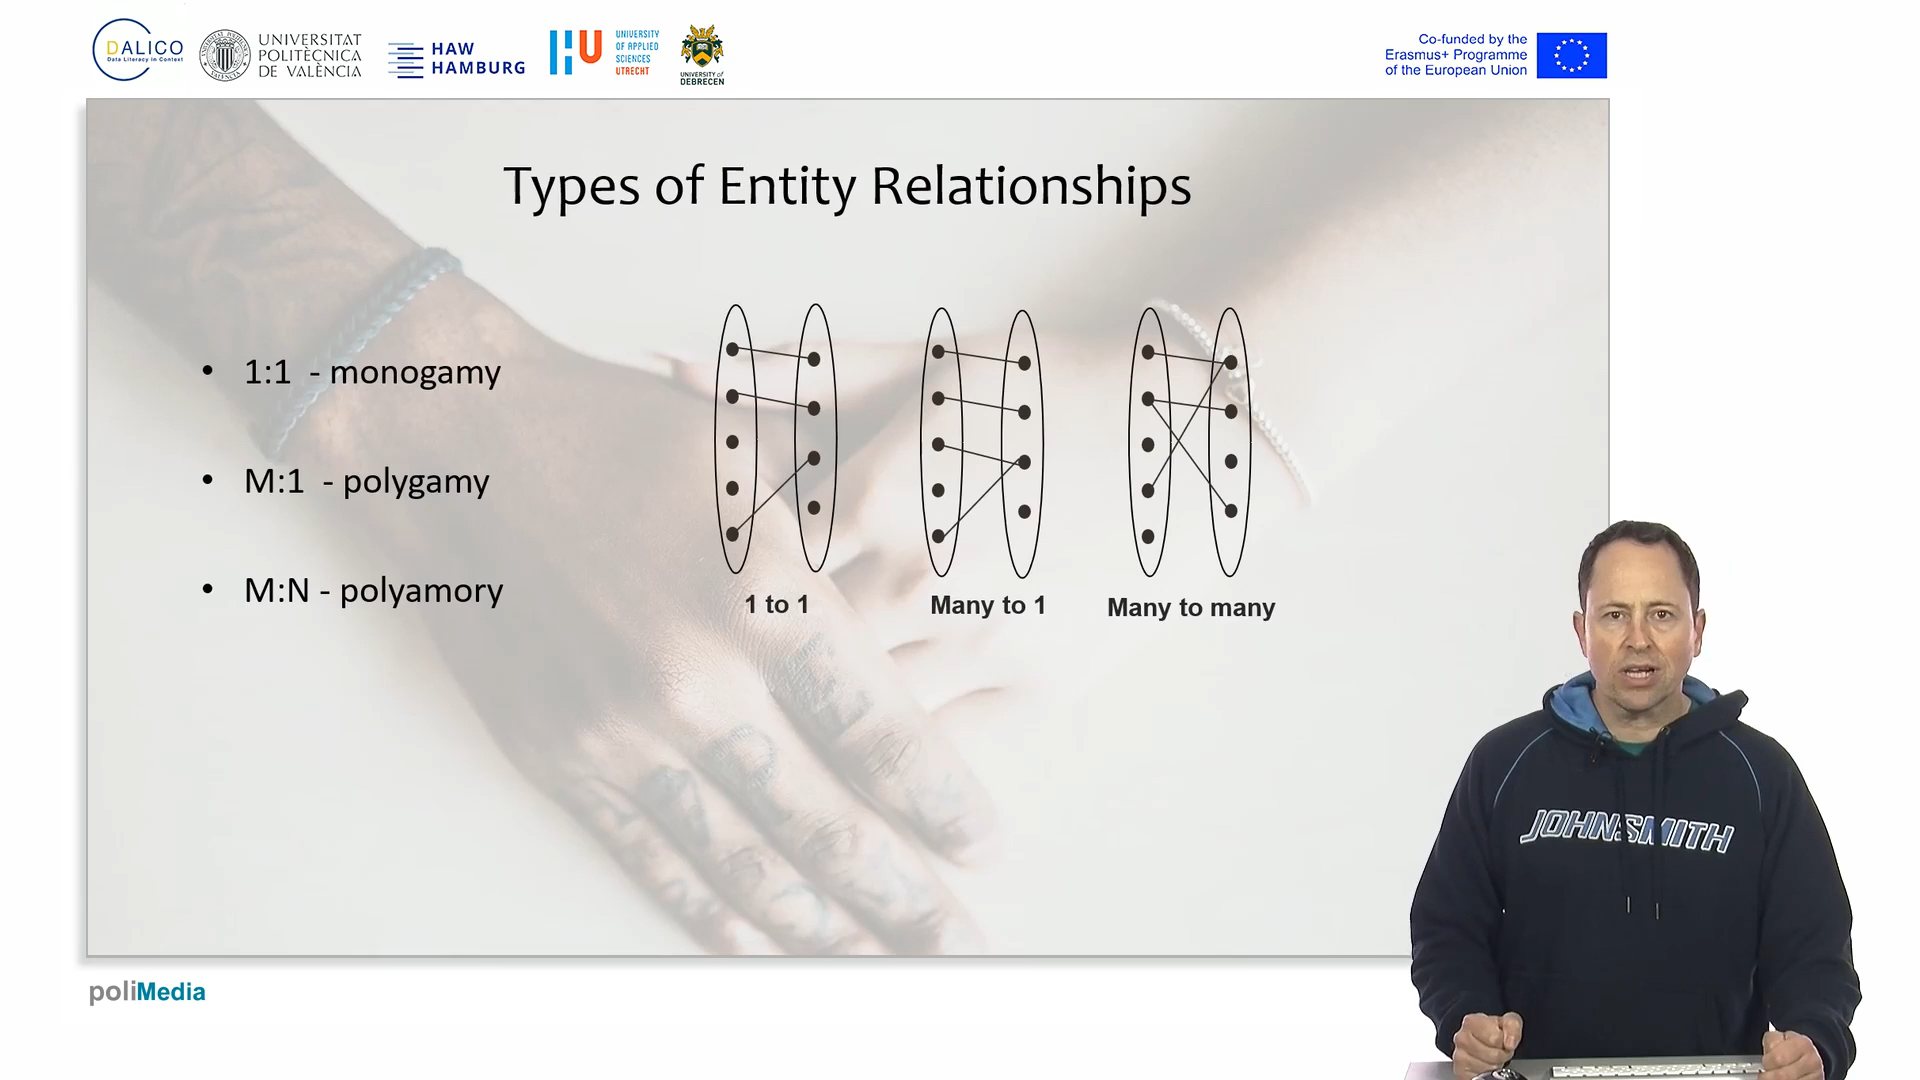 DALICO
Data Literacy in Context
UNIVERSITAT
POLITÈCNICA
DE VALÈNCIA
HAW
HAMBURG
UNIVERSITY
OF APPLIED
SCIENCES
UTRECHT
UNIVERSITY of
DEBRECEN
Co-funded by the
Erasmus+ Programme
of the European Union
Types of Entity Relationships
• 1:1 - monogamy
• M:1 - polygamy
• M:N - polyamory
1 to 1
Many to 1
Many to many
JOHNSMITH
poliMedia